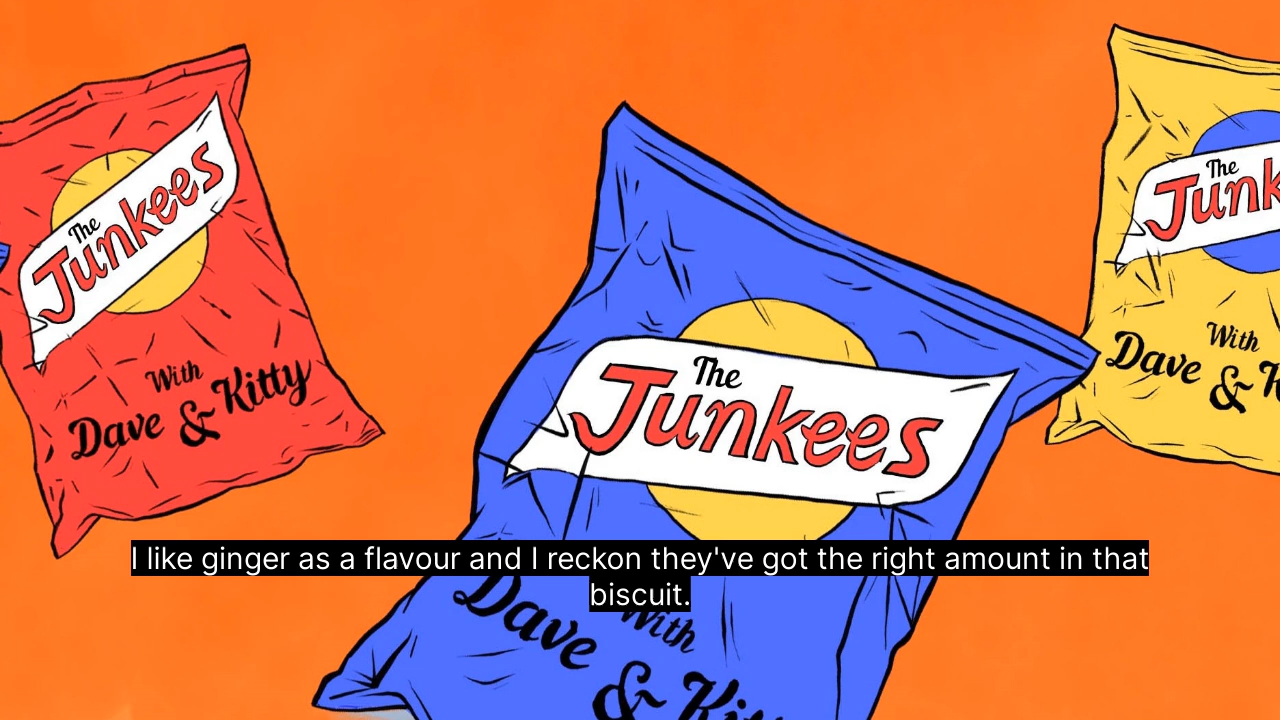 The
Junkees
With
Dave & Kitty
The
Junkees
With
Dave &
The
Junk
With
Dave &
I like ginger as a flavour and I reckon they've got the right amount in that
biscuit.